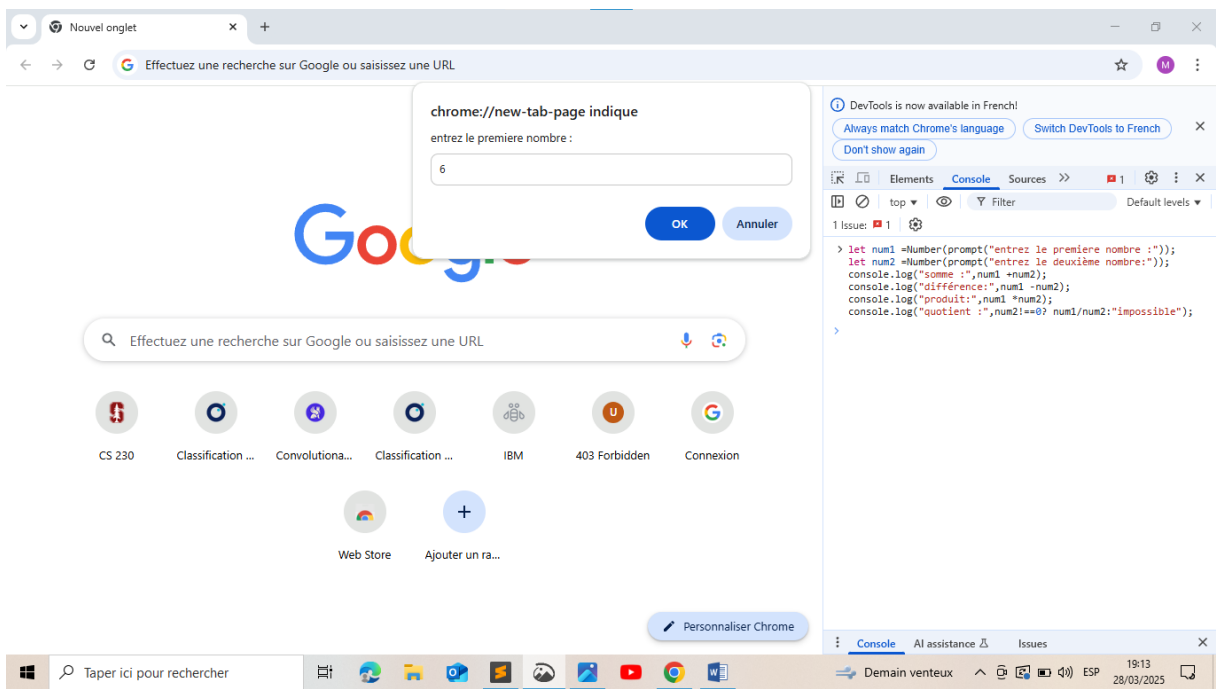 Nouvel onglet
Effectuez une recherche sur Google ou saisissez une URL
M
chrome://new-tab-page indique
entrez le premiere nombre :
6
OK
Annuler
Google
Effectuez une recherche sur Google ou saisissez une URL
CS 230
Classification ...
Convolutiona...
Classification ...
IBM
U
403 Forbidden
Connexion
Web Store
Ajouter un ra...
Personnaliser Chrome
DevTools is now available in French!
Always match Chrome's language
Switch DevTools to French
Don't show again
Elements Console Sources 1
top Filter Default levels
1 Issue: 1
> let num1 =Number(prompt("entrez le premiere nombre :"));
let num2 =Number(prompt("entrez le deuxième nombre:"));
console.log("somme :",num1 +num2);
console.log("différence:",num1 -num2);
console.log("produit:",num1 *num2);
console.log("quotient :",num2!==0? num1/num2:"impossible");
>
Console AI assistance Issues
Taper ici pour rechercher
Demain venteux
ESP
19:13
28/03/2025